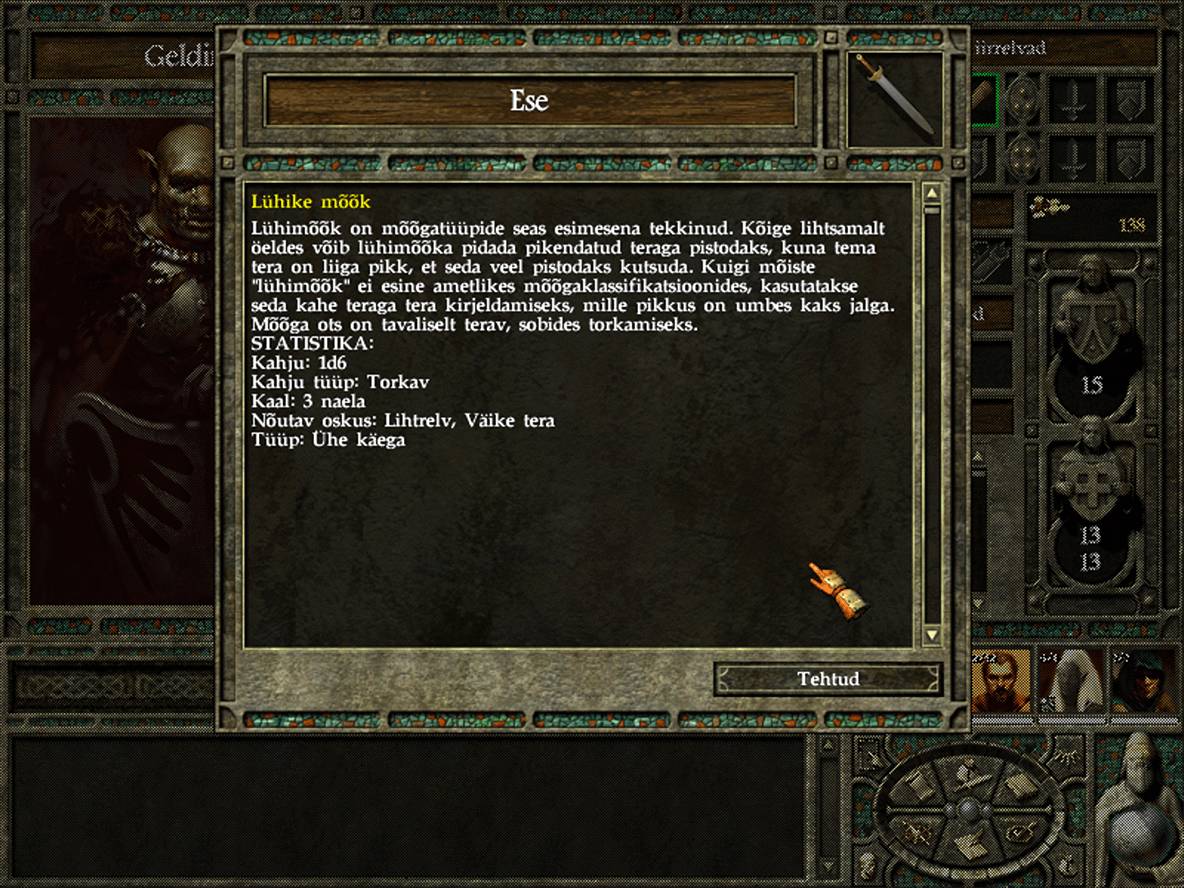 Ese
Lühike mõõk
Lühimõõk on mõõgatüüpide seas esimesena tekkinud. Kõige lihtsamalt
öeldes võib lühimõõka pidada pikendatud teraga pistodaks, kuna tema
tera on liiga pikk, et seda veel pistodaks kutsuda. Kuigi mõiste
"lühimõõk" ei esine ametlikes mõõgaklassifikatsioonides, kasutatakse
seda kahe teraga tera kirjeldamiseks, mille pikkus on umbes kaks jalga.
Mõõga ots on tavaliselt terav, sobides torkamiseks.
STATISTIKA:
Kahju: 1d6
Kahju tüüp: Torkav
Kaal: 3 naela
Nõutav oskus: Lihtrelv, Väike tera
Tüüp: Ühe käega
Tehtud
138
15
13
13